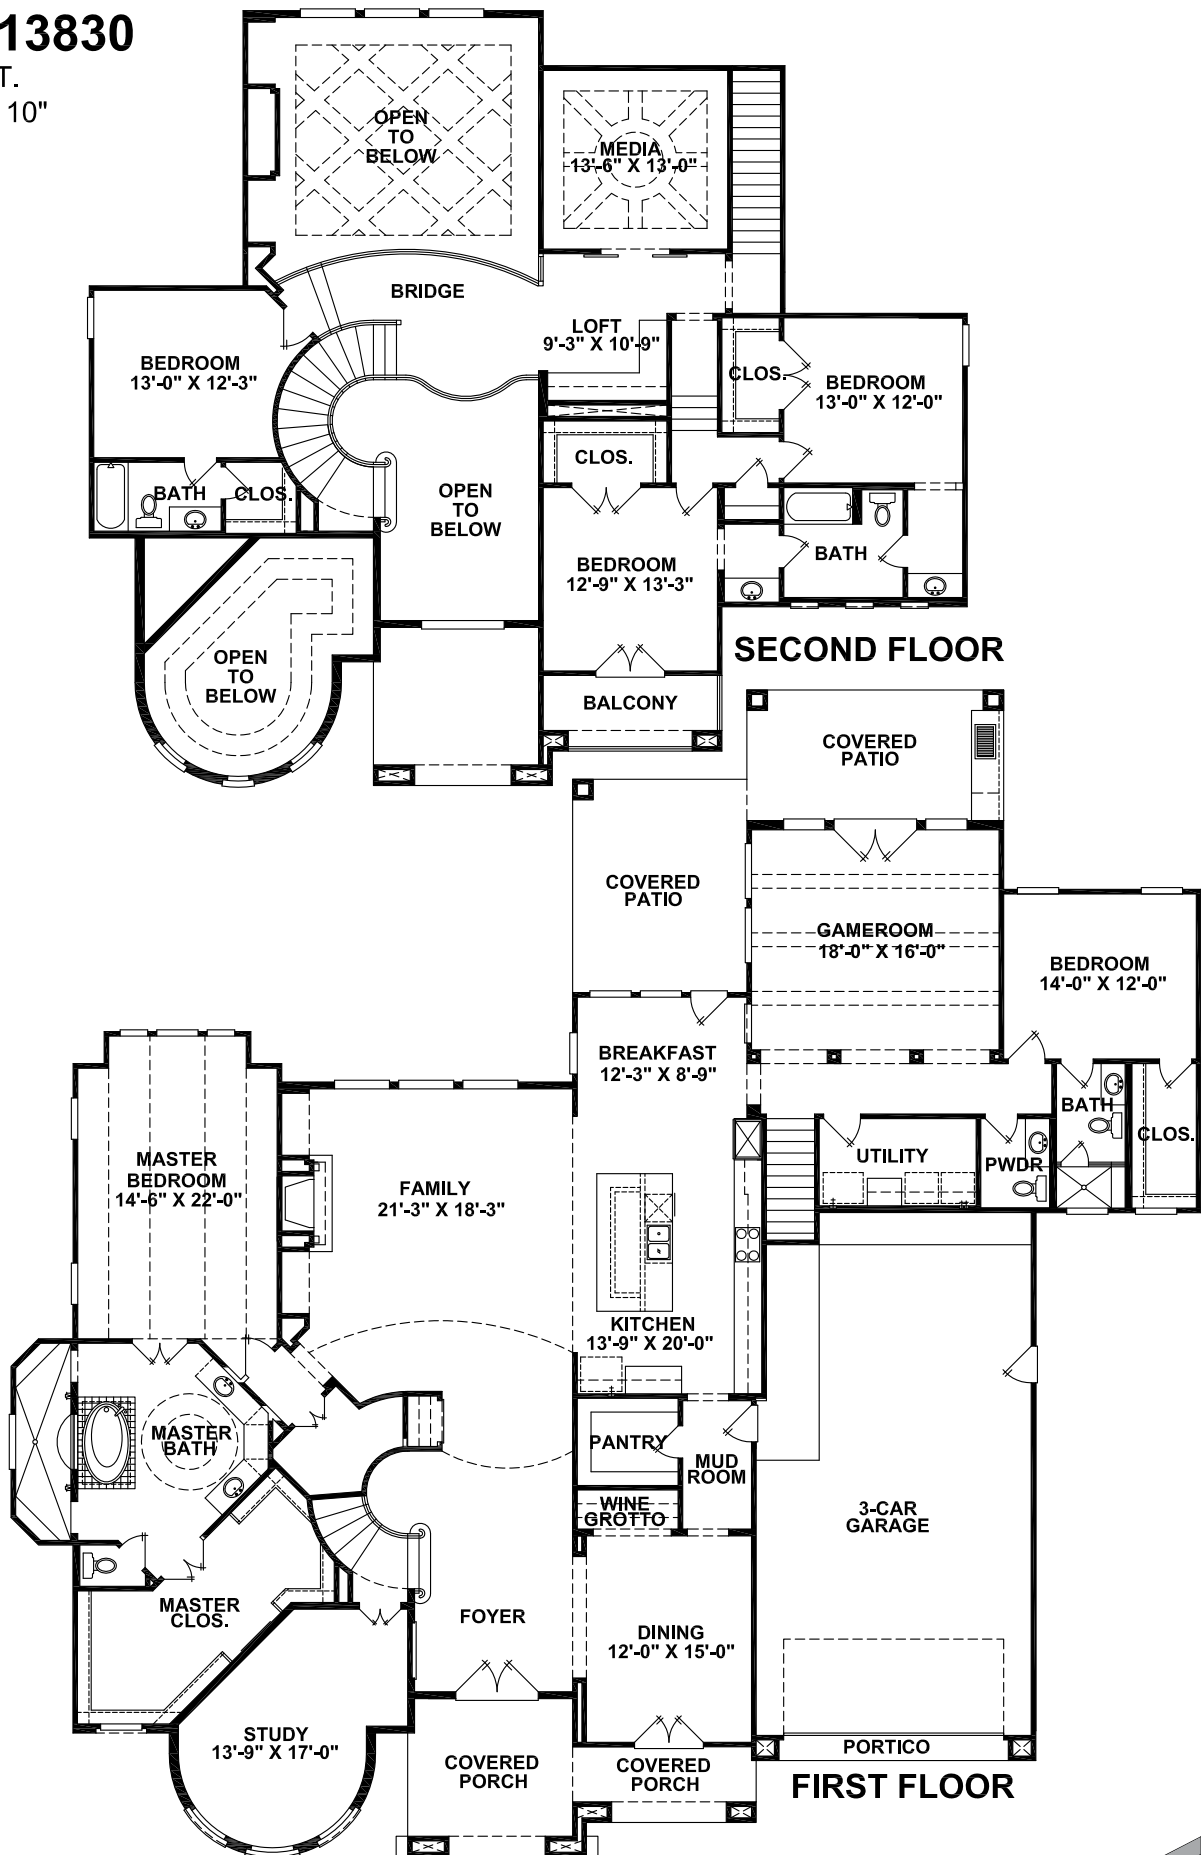 13830
T.
10"
OPEN
TO
BELOW
MEDIA
13'-6" X 13'-0"
BRIDGE
LOFT
9'-3" X 10'-9"
BEDROOM
13'-0" X 12'-3"
CLOS.
BEDROOM
13'-0" X 12'-0"
CLOS.
BATH
CLOS.
OPEN
TO
BELOW
BEDROOM
12'-9" X 13'-3"
BATH
OPEN
TO
BELOW
BALCONY
SECOND FLOOR
COVERED
PATIO
COVERED
PATIO
GAMEROOM
18'-0" X 16'-0"
BEDROOM
14'-0" X 12'-0"
BREAKFAST
12'-3" X 8'-9"
BATH
CLOS.
UTILITY
PWDR
MASTER
BEDROOM
14'-6" X 22'-0"
FAMILY
21'-3" X 18'-3"
KITCHEN
13'-9" X 20'-0"
MASTER
BATH
PANTRY
MUD
ROOM
WINE
GROTTO
3-CAR
GARAGE
MASTER
CLOS.
FOYER
DINING
12'-0" X 15'-0"
STUDY
13'-9" X 17'-0"
COVERED
PORCH
COVERED
PORCH
PORTICO
FIRST FLOOR